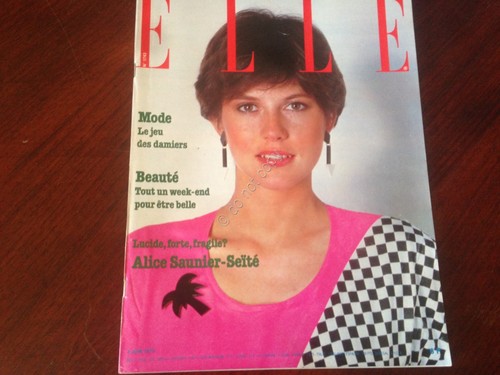 ELLE
Mode
Le jeu
des damiers
Beauté
Tout un week-end
pour être belle
Lucide, forte, fragile?
Alice Saunier-Seïté